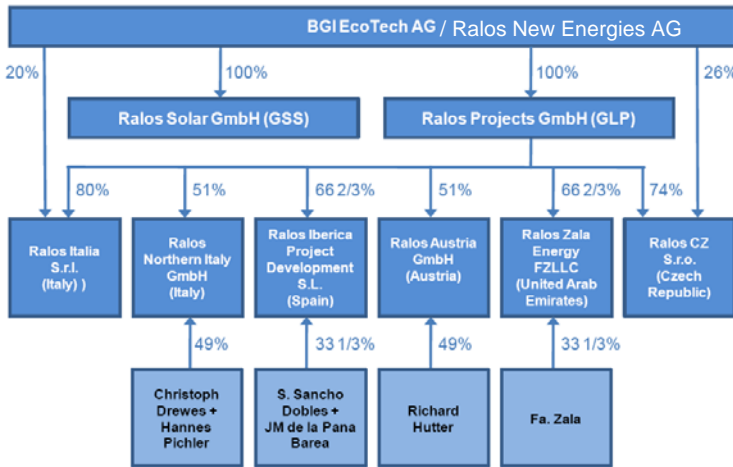 BGI EcoTech AG / Ralos New Energies AG
20%
100%
100%
26%
Ralos Solar GmbH (GSS)
Ralos Projects GmbH (GLP)
80%
51%
66 2/3%
51%
66 2/3%
74%
Ralos Italia
S.r.l.
(Italy) )
Ralos
Northern Italy
GmbH
(Italy)
Ralos Iberica
Project
Development
S.L.
(Spain)
Ralos Austria
GmbH
(Austria)
Ralos Zala
Energy
FZLLC
(United Arab
Emirates)
Ralos CZ
S.r.o.
(Czech
Republic)
49%
33 1/3%
49%
33 1/3%
Christoph
Drewes +
Hannes
Pichler
S. Sancho
Dobles +
JM de la Pana
Barea
Richard
Hutter
Fa. Zala